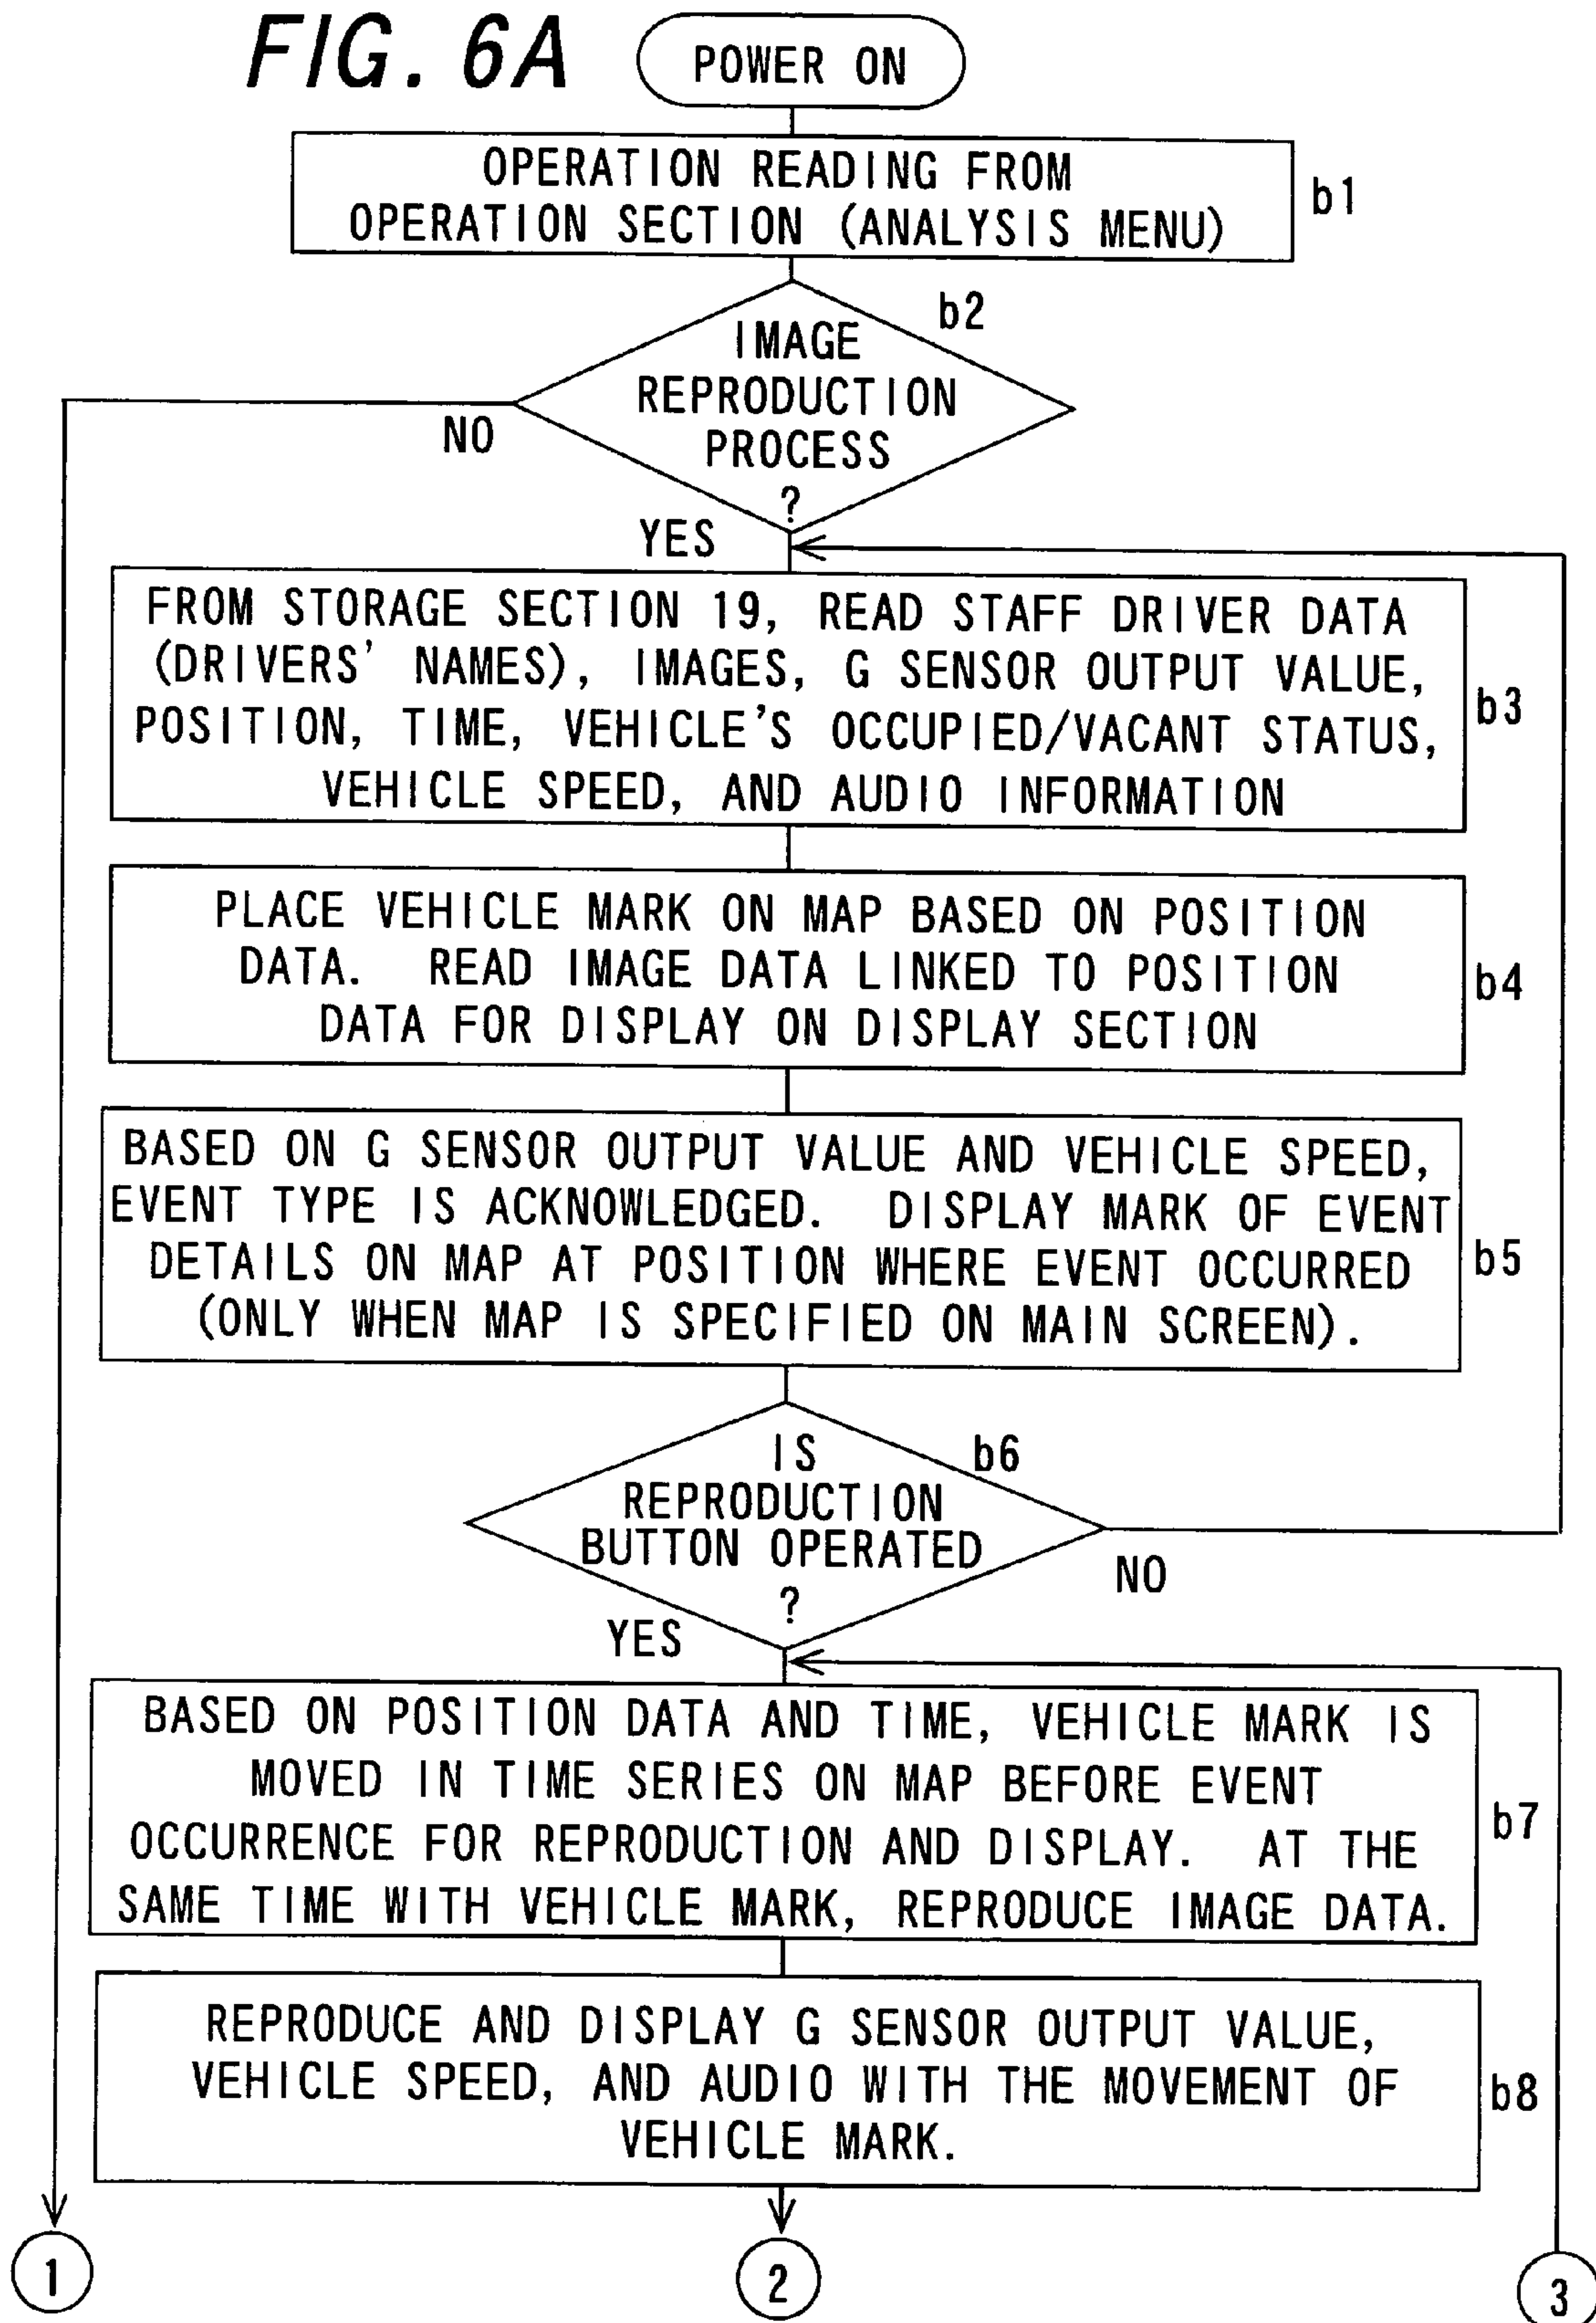 FIG. 6A
POWER ON
OPERATION READING FROM
OPERATION SECTION (ANALYSIS MENU)
b1
b2
IMAGE
REPRODUCTION
PROCESS
?
NO
YES
FROM STORAGE SECTION 19, READ STAFF DRIVER DATA
(DRIVERS' NAMES), IMAGES, G SENSOR OUTPUT VALUE,
POSITION, TIME, VEHICLE'S OCCUPIED/VACANT STATUS,
VEHICLE SPEED, AND AUDIO INFORMATION
b3
PLACE VEHICLE MARK ON MAP BASED ON POSITION
DATA. READ IMAGE DATA LINKED TO POSITION
DATA FOR DISPLAY ON DISPLAY SECTION
b4
BASED ON G SENSOR OUTPUT VALUE AND VEHICLE SPEED,
EVENT TYPE IS ACKNOWLEDGED. DISPLAY MARK OF EVENT
DETAILS ON MAP AT POSITION WHERE EVENT OCCURRED
(ONLY WHEN MAP IS SPECIFIED ON MAIN SCREEN).
b5
IS
b6
REPRODUCTION
BUTTON OPERATED
?
NO
YES
BASED ON POSITION DATA AND TIME, VEHICLE MARK IS
MOVED IN TIME SERIES ON MAP BEFORE EVENT
OCCURRENCE FOR REPRODUCTION AND DISPLAY. AT THE
SAME TIME WITH VEHICLE MARK, REPRODUCE IMAGE DATA.
b7
REPRODUCE AND DISPLAY G SENSOR OUTPUT VALUE,
VEHICLE SPEED, AND AUDIO WITH THE MOVEMENT OF
VEHICLE MARK.
b8
1
2
3